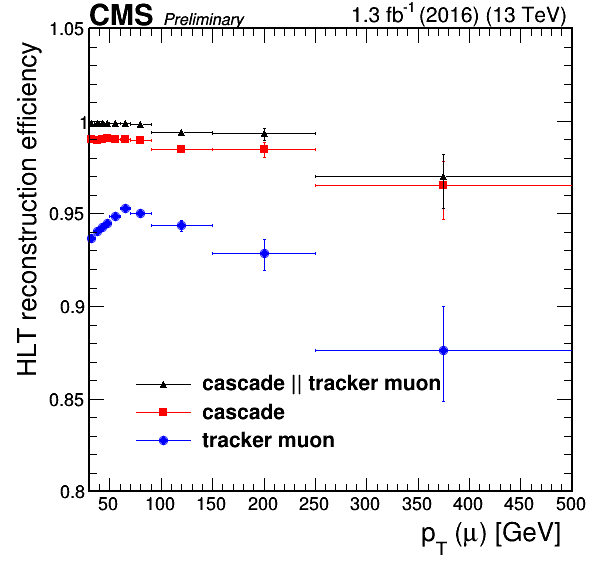 CMS Preliminary 1.3 fb-1 (2016) (13 TeV)
HLT reconstruction efficiency
1.05
1
0.95
0.9
0.85
0.8
cascade || tracker muon
cascade
tracker muon
50 100 150 200 250 300 350 400 450 500
pT (μ) [GeV]